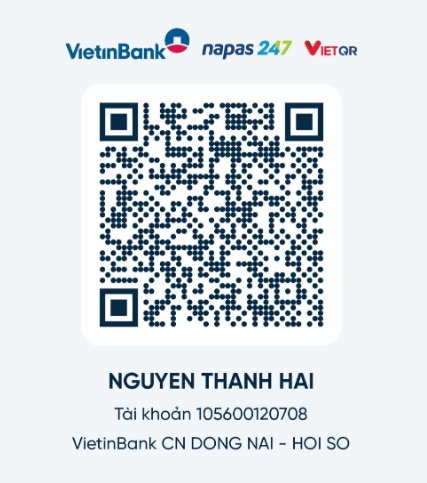 VietinBank napas 247 VIETQR
NGUYEN THANH HAI
Tài khoản 105600120708
VietinBank CN DONG NAI - HOI SO